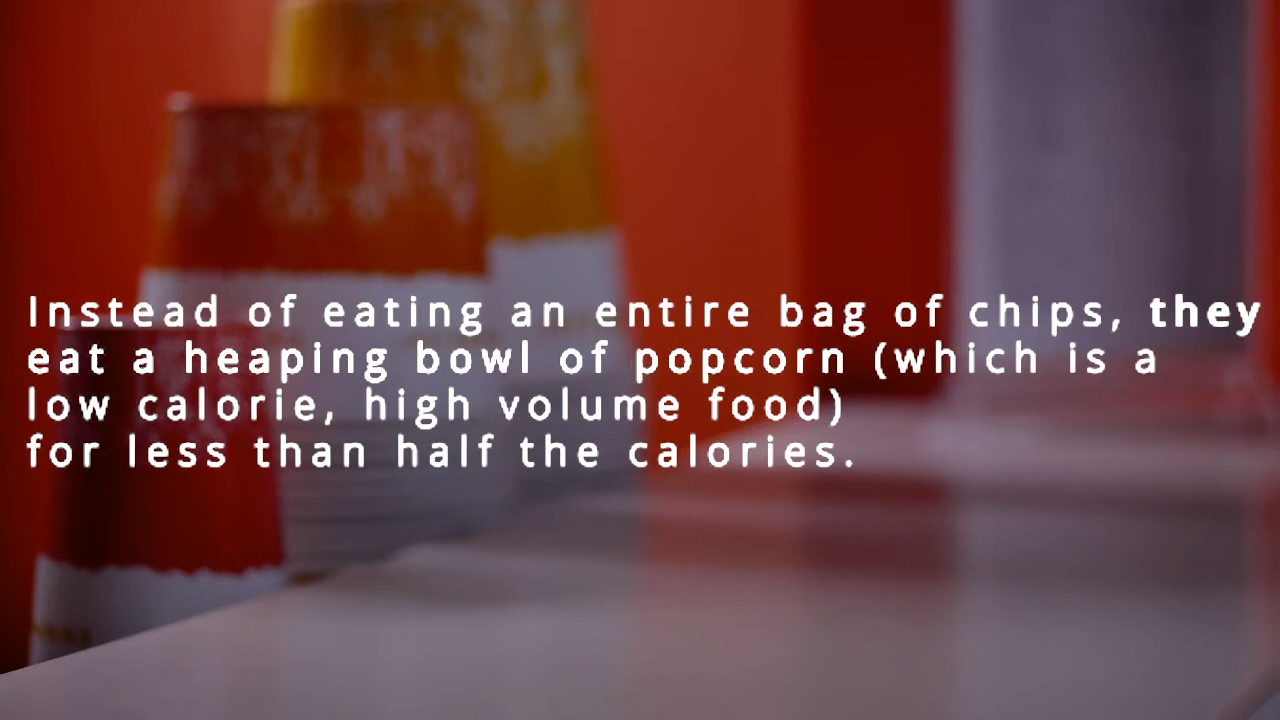 Instead of eating an entire bag of chips, they
eat a heaping bowl of popcorn (which is a
low calorie, high volume food)
for less than half the calories.